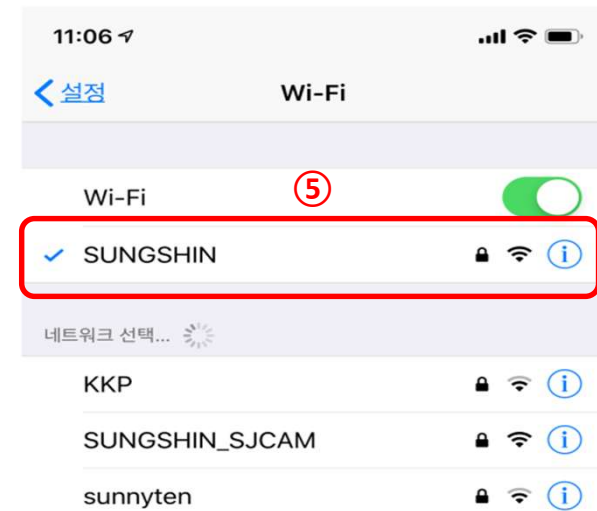 11:06
설정 Wi-Fi
Wi-Fi ⑤
SUNGSHIN
네트워크 선택...
KKP
SUNGSHIN_SJCAM
sunnyten